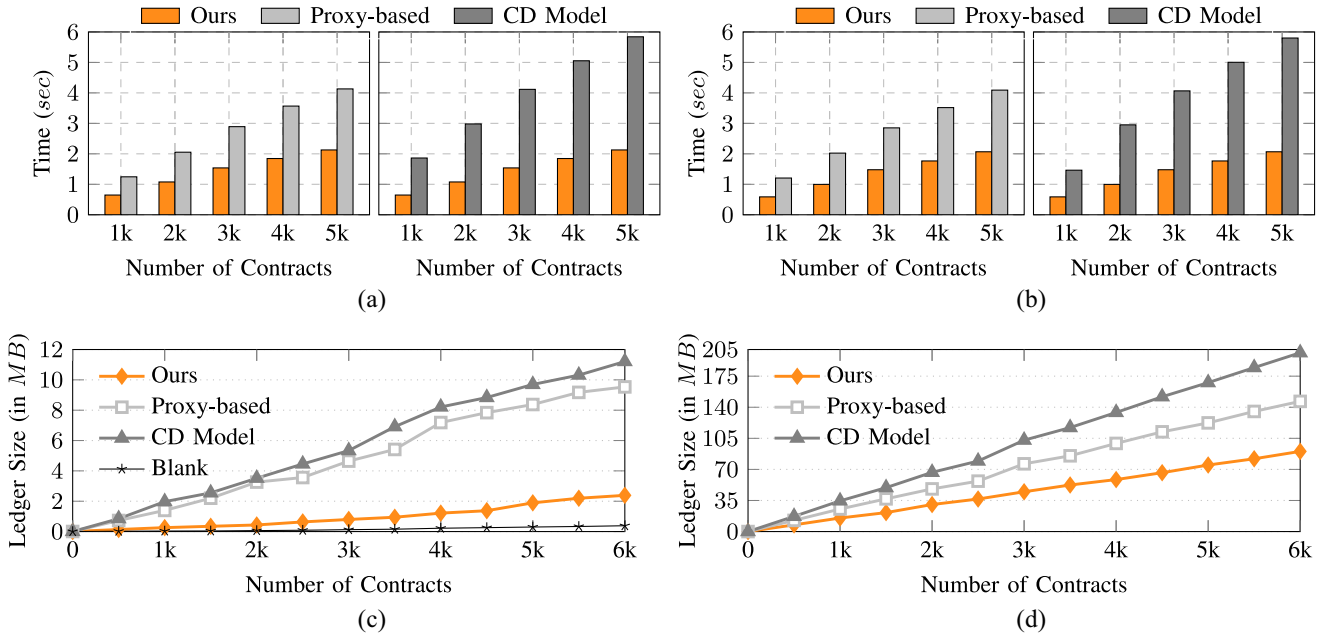 Ours Proxy-based CD Model
Time (sec)
6
5
4
3
2
1
0
1k 2k 3k 4k 5k
1k 2k 3k 4k 5k
Number of Contracts
Number of Contracts
(a)
Ours Proxy-based CD Model
Time (sec)
6
5
4
3
2
1
0
1k 2k 3k 4k 5k
1k 2k 3k 4k 5k
Number of Contracts
Number of Contracts
(b)
Ledger Size (in MB)
12
10
8
6
4
2
0
Ours
Proxy-based
CD Model
Blank
0 1k 2k 3k 4k 5k 6k
Number of Contracts
(c)
Ledger Size (in MB)
205
175
140
105
70
35
0
Ours
Proxy-based
CD Model
0 1k 2k 3k 4k 5k 6k
Number of Contracts
(d)